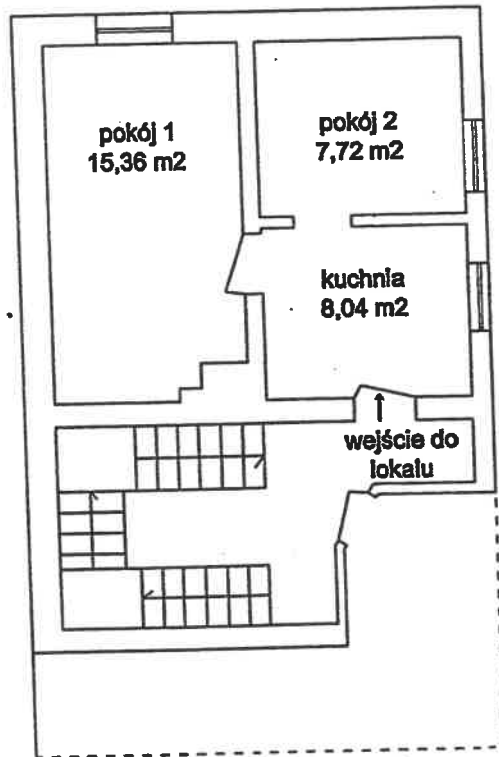 pokój 1
15,36 m2
pokój 2
7,72 m2
kuchnia
8,04 m2
wejście do
lokalu